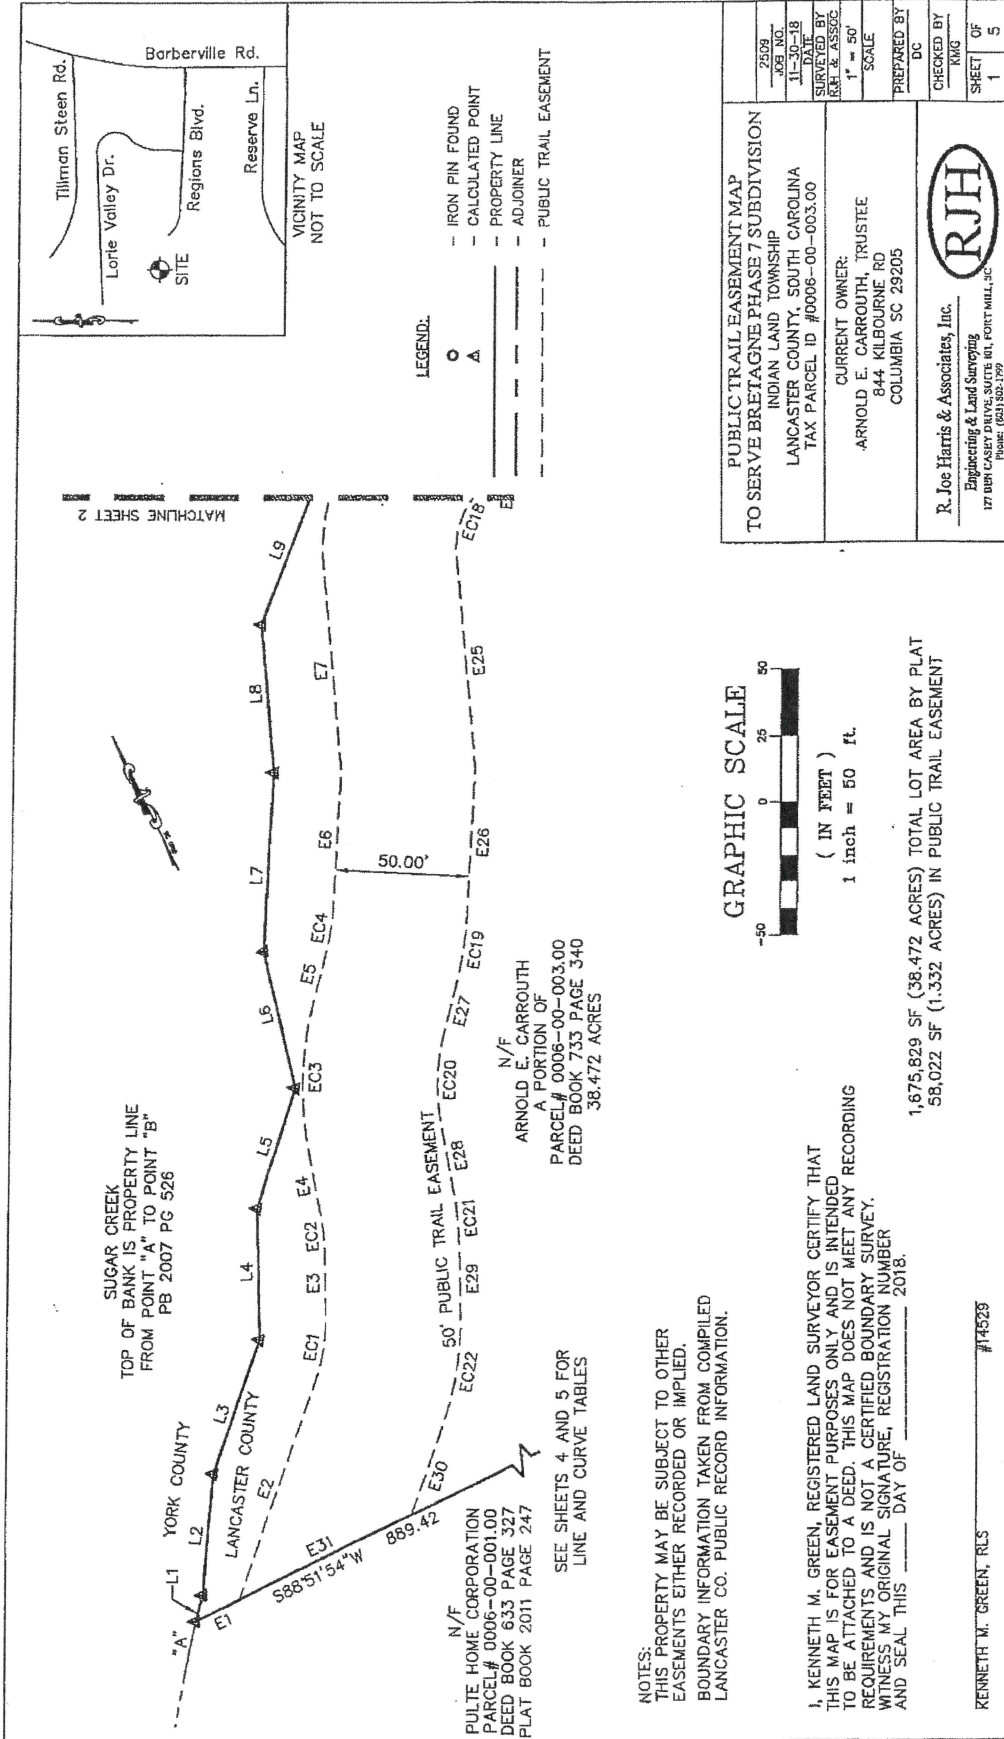 Tillman Steen Rd.
Barberville Rd.
Lorie Valley Dr.
Regions Blvd.
SITE
Reserve Ln.
VICINITY MAP
NOT TO SCALE
LEGEND:
- IRON PIN FOUND
- CALCULATED POINT
- PROPERTY LINE
- ADJOINER
- PUBLIC TRAIL EASEMENT
MATCHLINE SHEET 2
SUGAR CREEK
TOP OF BANK IS PROPERTY LINE
FROM POINT "A" TO POINT "B"
PB 2007 PG 526
YORK COUNTY
LANCASTER COUNTY
"A"
L1
L2
L3
L4
L5
L6
L7
L8
L9
E1
E2
EC1
E3
EC2
E4
EC3
E5
EC4
E6
E7
50.00'
E31
S88°51'54"W
889.42
E30
EC22
E29
EC21
E28
EC20
E27
EC19
E26
E25
EC18
50' PUBLIC TRAIL EASEMENT
N/F
PULTE HOME CORPORATION
PARCEL# 0006-00-001.00
DEED BOOK 633 PAGE 327
PLAT BOOK 2011 PAGE 247
SEE SHEETS 4 AND 5 FOR
LINE AND CURVE TABLES
N/F
ARNOLD E. CARROUTH
A PORTION OF
PARCEL# 0006-00-003.00
DEED BOOK 733 PAGE 340
38.472 ACRES
NOTES:
THIS PROPERTY MAY BE SUBJECT TO OTHER
EASEMENTS EITHER RECORDED OR IMPLIED.
BOUNDARY INFORMATION TAKEN FROM COMPILED
LANCASTER CO. PUBLIC RECORD INFORMATION.
GRAPHIC SCALE
-50
0
25
50
( IN FEET )
1 inch = 50 ft.
I, KENNETH M. GREEN, REGISTERED LAND SURVEYOR CERTIFY THAT
THIS MAP IS FOR EASEMENT PURPOSES ONLY AND IS INTENDED
TO BE ATTACHED TO A DEED. THIS MAP DOES NOT MEET ANY RECORDING
REQUIREMENTS AND IS NOT A CERTIFIED BOUNDARY SURVEY.
WITNESS MY ORIGINAL SIGNATURE, REGISTRATION NUMBER
AND SEAL THIS ____ DAY OF ________ 2018.
KENNETH M. GREEN, RLS #14529
1,675,829 SF (38.472 ACRES) TOTAL LOT AREA BY PLAT
58,022 SF (1.332 ACRES) IN PUBLIC TRAIL EASEMENT
PUBLIC TRAIL EASEMENT MAP
TO SERVE BRETAGNE PHASE 7 SUBDIVISION
INDIAN LAND TOWNSHIP
LANCASTER COUNTY, SOUTH CAROLINA
TAX PARCEL ID #0006-00-003.00
CURRENT OWNER:
ARNOLD E. CARROUTH, TRUSTEE
844 KILBOURNE RD
COLUMBIA SC 29205
R. Joe Harris & Associates, Inc.
Engineering & Land Surveying
127 BEN CASEY DRIVE, SUITE 101, FORT MILL, SC
Phone: (803) 802-1799
RJH
2509
JOB NO.
11-30-18
DATE
SURVEYED BY
RJH & ASSOC
1" = 50'
SCALE
PREPARED BY
DC
CHECKED BY
KMG
SHEET OF
1 5